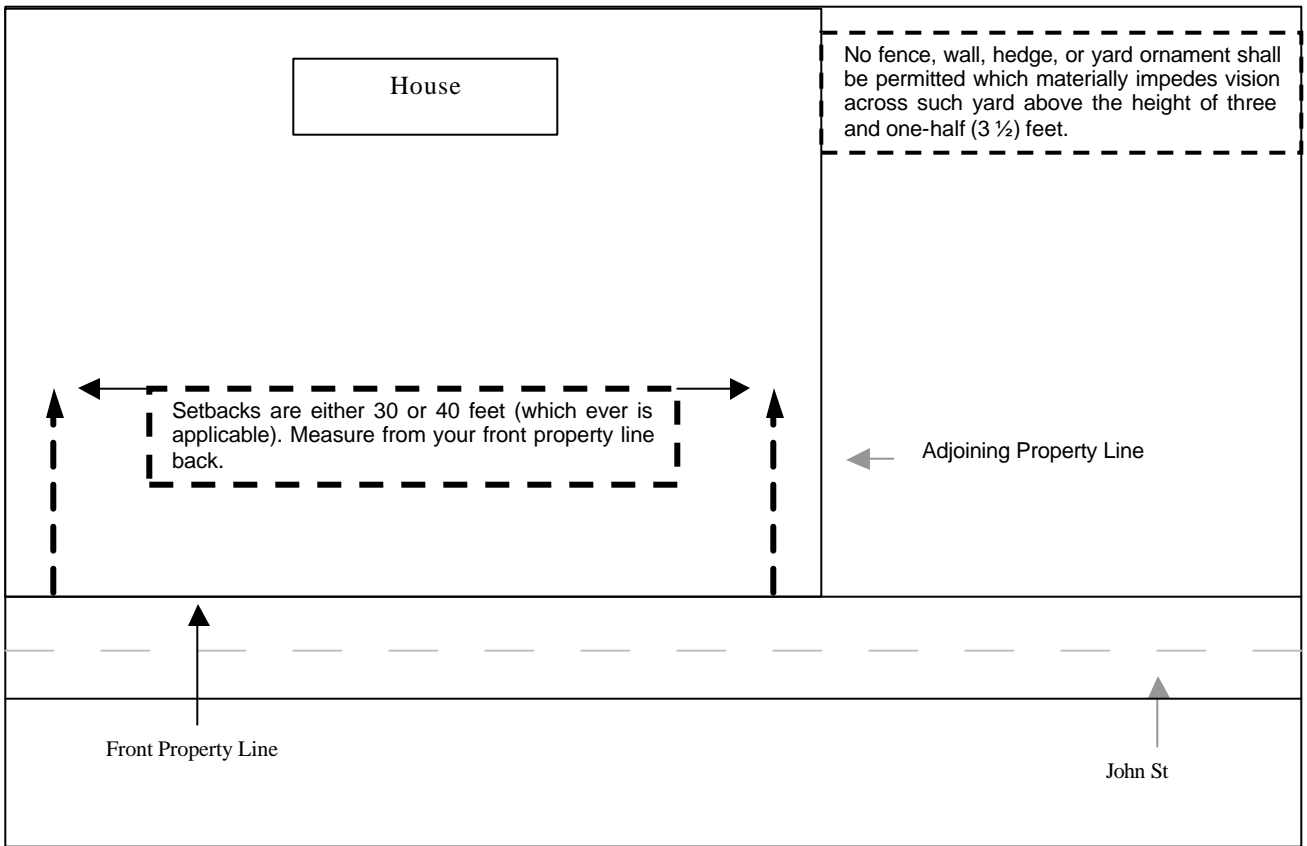 House
No fence, wall, hedge, or yard ornament shall
be permitted which materially impedes vision
across such yard above the height of three
and one-half (3 ½) feet.
Setbacks are either 30 or 40 feet (which ever is
applicable). Measure from your front property line
back.
Adjoining Property Line
Front Property Line
John St